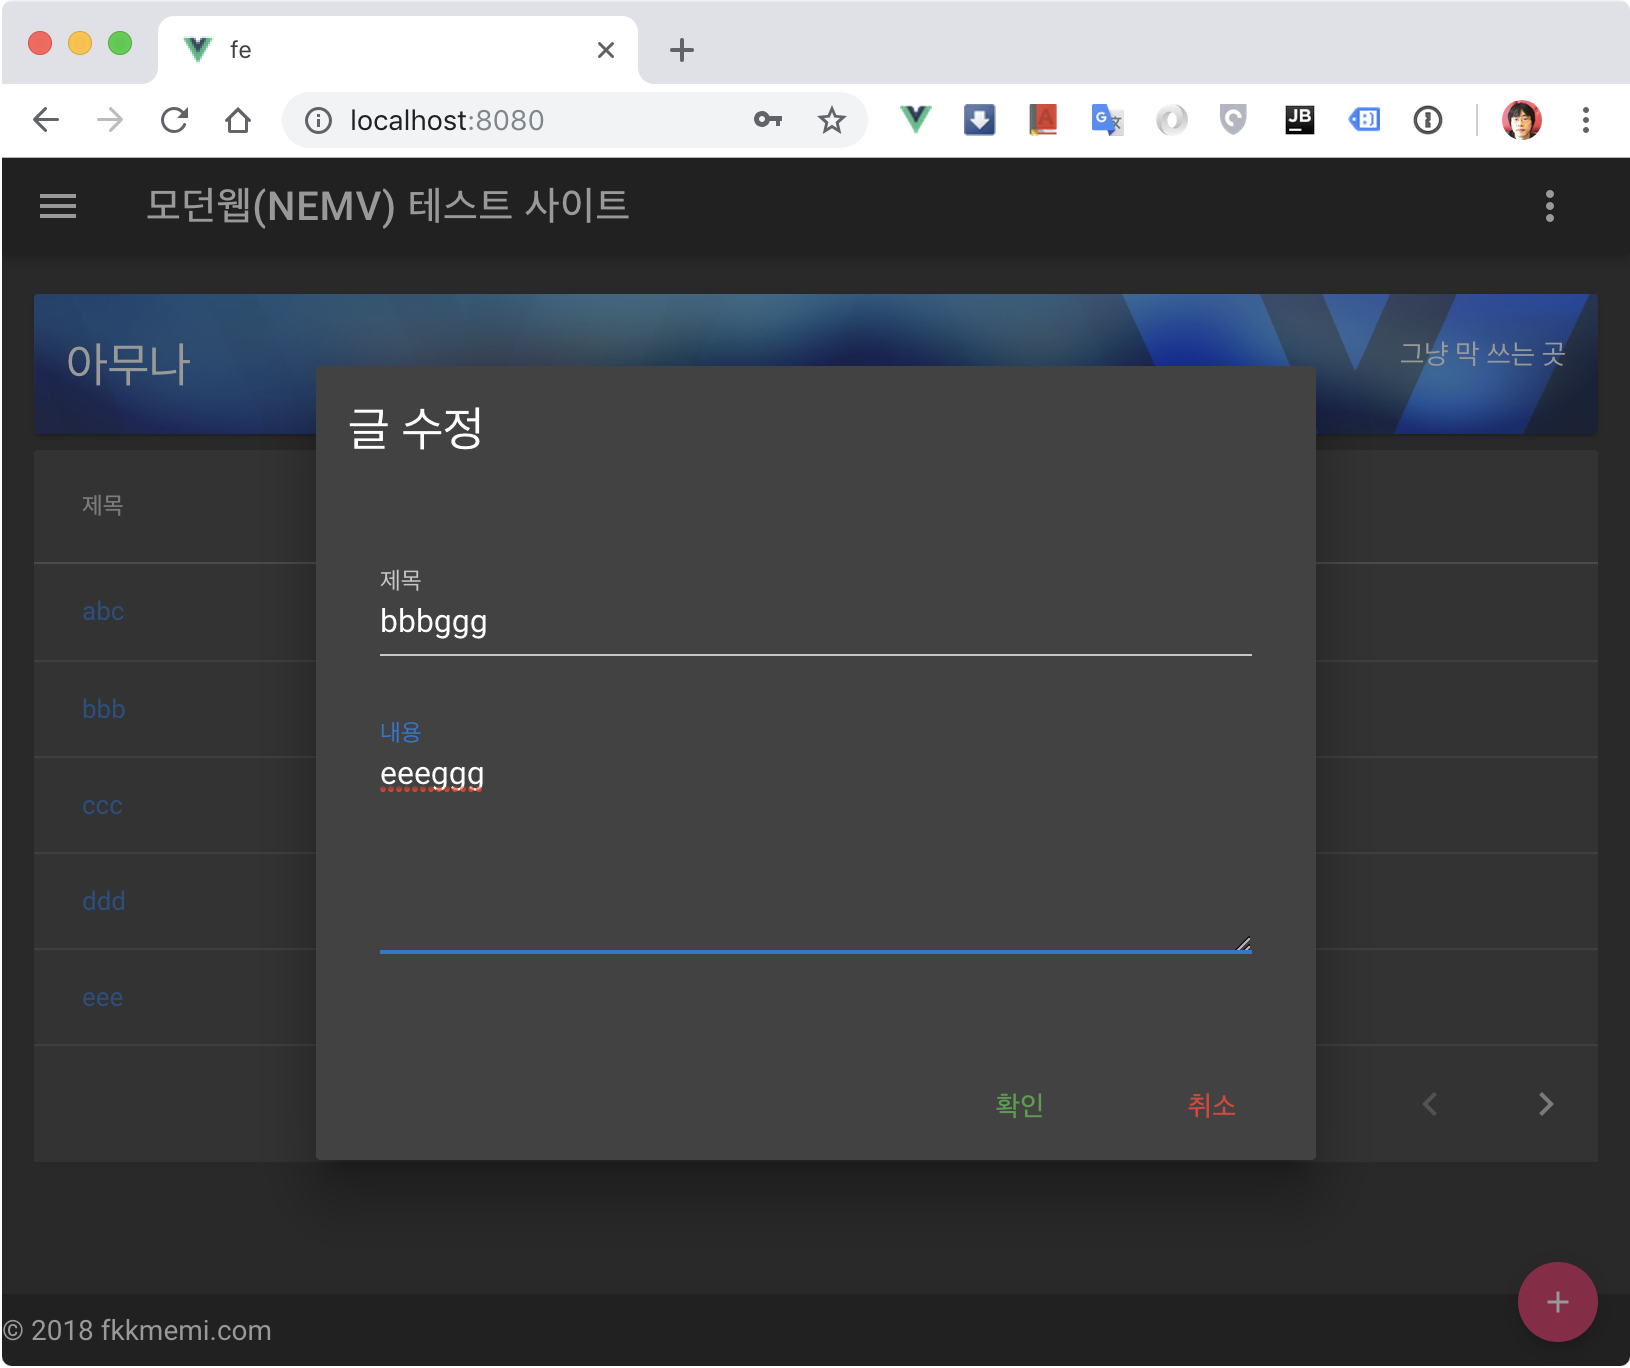 fe
localhost:8080
JB
모던웹(NEMV) 테스트 사이트
아무나
그냥 막 쓰는 곳
글 수정
제목
제목
bbbggg
abc
bbb
내용
eeeggg
ccc
ddd
eee
확인
취소
© 2018 fkkmemi.com